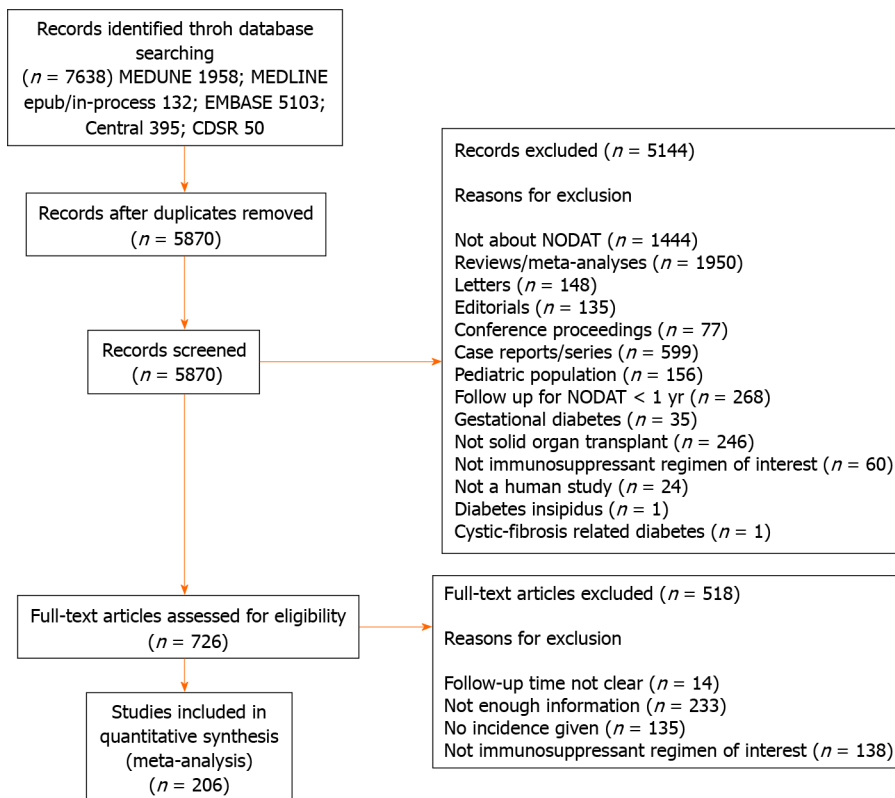 Records identified throh database
searching
(n = 7638) MEDUNE 1958; MEDLINE
epub/in-process 132; EMBASE 5103;
Central 395; CDSR 50
Records after duplicates removed
(n = 5870)
Records screened
(n = 5870)
Records excluded (n = 5144)
Reasons for exclusion
Not about NODAT (n = 1444)
Reviews/meta-analyses (n = 1950)
Letters (n = 148)
Editorials (n = 135)
Conference proceedings (n = 77)
Case reports/series (n = 599)
Pediatric population (n = 156)
Follow up for NODAT < 1 yr (n = 268)
Gestational diabetes (n = 35)
Not solid organ transplant (n = 246)
Not immunosuppressant regimen of interest (n = 60)
Not a human study (n = 24)
Diabetes insipidus (n = 1)
Cystic-fibrosis related diabetes (n = 1)
Full-text articles assessed for eligibility
(n = 726)
Full-text articles excluded (n = 518)
Reasons for exclusion
Follow-up time not clear (n = 14)
Not enough information (n = 233)
No incidence given (n = 135)
Not immunosuppressant regimen of interest (n = 138)
Studies included in
quantitative synthesis
(meta-analysis)
(n = 206)